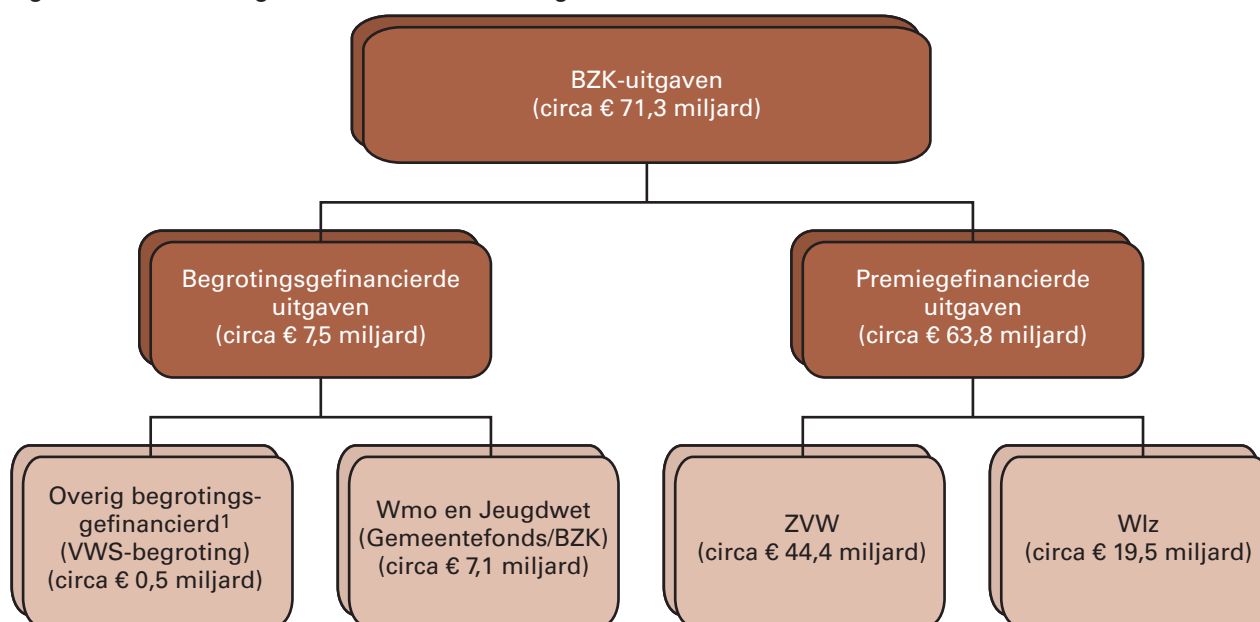 BZK-uitgaven
(circa € 71,3 miljard)
Begrotingsgefinancierde
uitgaven
(circa € 7,5 miljard)
Premiegefinancierde
uitgaven
(circa € 63,8 miljard)
Overig begrotings-
gefinancierd1
(VWS-begroting)
(circa € 0,5 miljard)
Wmo en Jeugdwet
(Gemeentefonds/BZK)
(circa € 7,1 miljard)
ZVW
(circa € 44,4 miljard)
Wlz
(circa € 19,5 miljard)